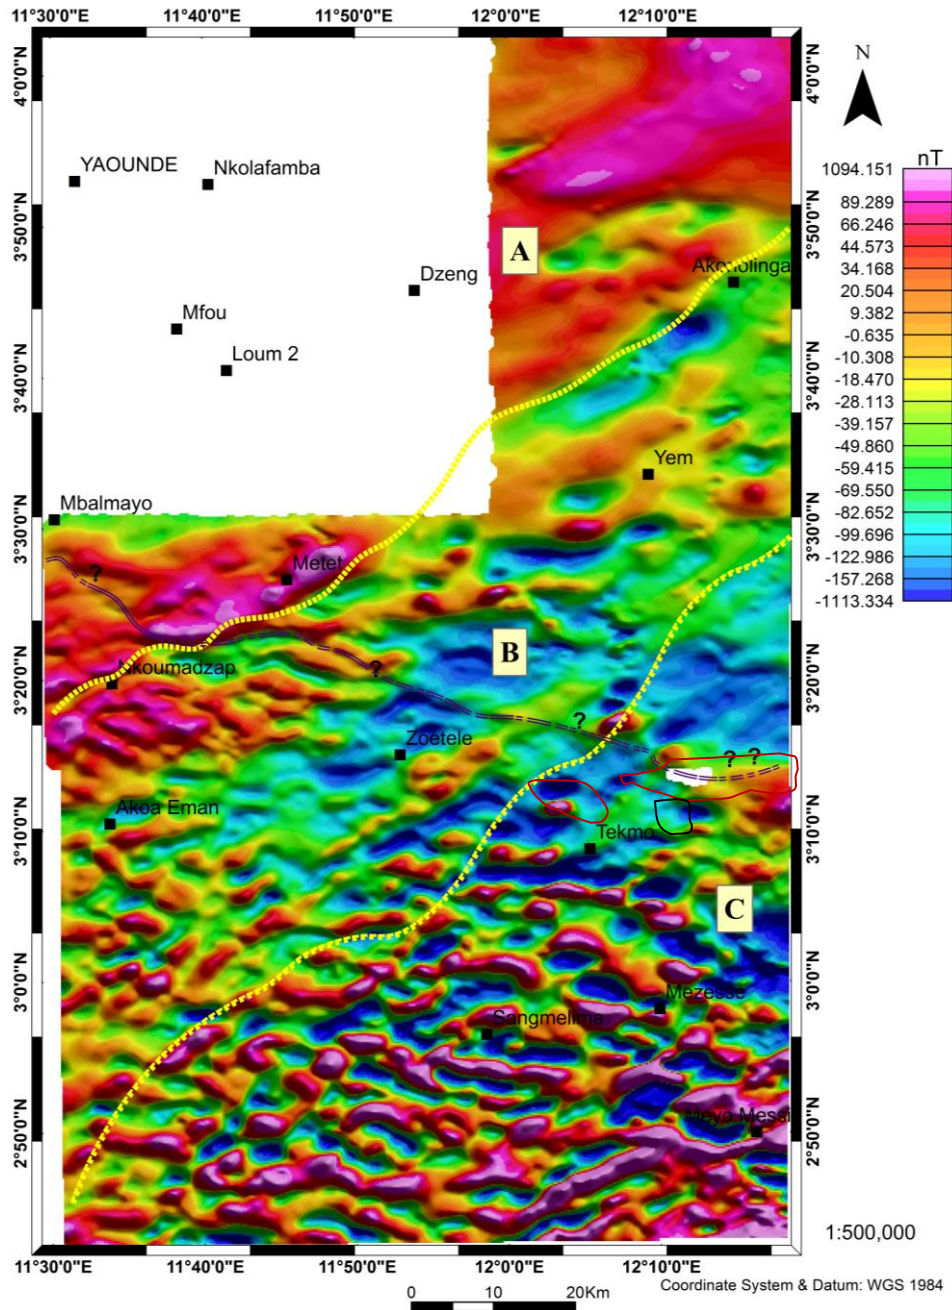 11°30'0"E 11°40'0"E 11°50'0"E 12°0'0"E 12°10'0"E
N
4°0'0"N
4°0'0"N
nT
1094.151
89.289
66.246
44.573
34.168
20.504
9.382
-0.635
-10.308
-18.470
-28.113
-39.157
-49.860
-59.415
-69.550
-82.652
-99.696
-122.986
-157.268
-1113.334
YAOUNDE
Nkolafamba
3°50'0"N
3°50'0"N
A
Akonolinga
Dzeng
Mfou
Loum 2
3°40'0"N
3°40'0"N
Yem
Mbalmayo
3°30'0"N
3°30'0"N
Metet
?
B
?
Nkoumadzap
3°20'0"N
3°20'0"N
?
Zoetele
? ?
Akoa Eman
Tekmo
3°10'0"N
3°10'0"N
C
3°0'0"N
3°0'0"N
Mezesse
Sangmelima
Meyo Messi
2°50'0"N
2°50'0"N
1:500,000
11°30'0"E 11°40'0"E 11°50'0"E 12°0'0"E 12°10'0"E
Coordinate System & Datum: WGS 1984
0 10 20Km